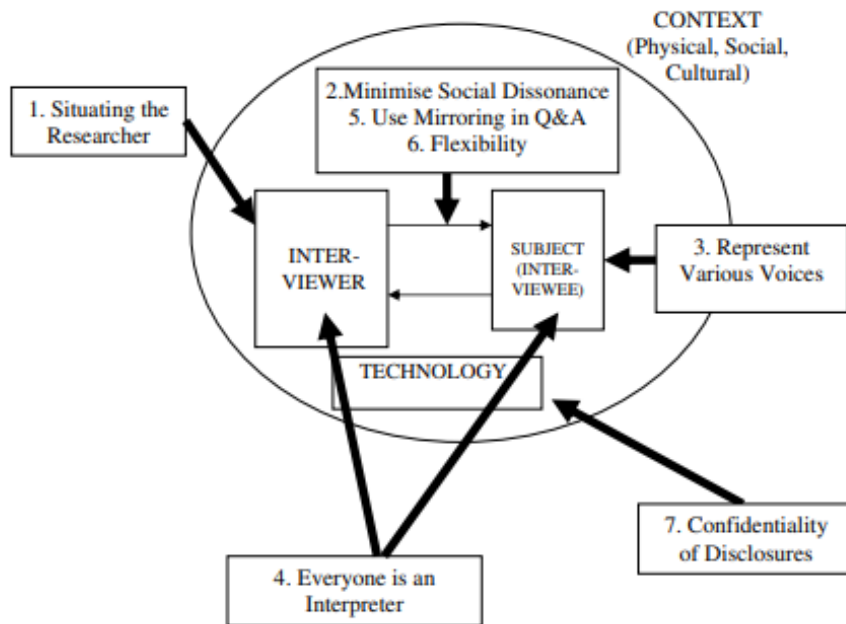 CONTEXT
(Physical, Social,
Cultural)
1. Situating the
Researcher
2.Minimise Social Dissonance
5. Use Mirroring in Q&A
6. Flexibility
INTER-
VIEWER
SUBJECT
(INTER-
VIEWEE)
3. Represent
Various Voices
TECHNOLOGY
7. Confidentiality
of Disclosures
4. Everyone is an
Interpreter